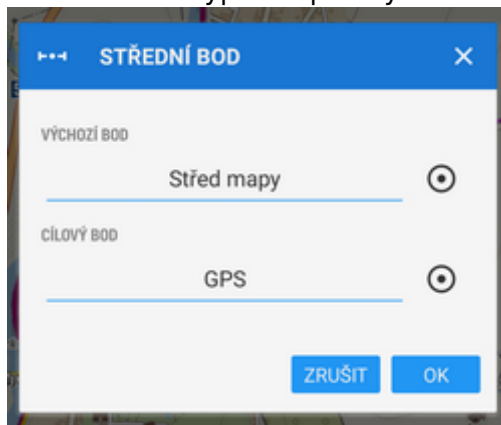 STŘEDNÍ BOD
VÝCHOZÍ BOD
Střed mapy
CÍLOVÝ BOD
GPS
ZRUŠIT OK